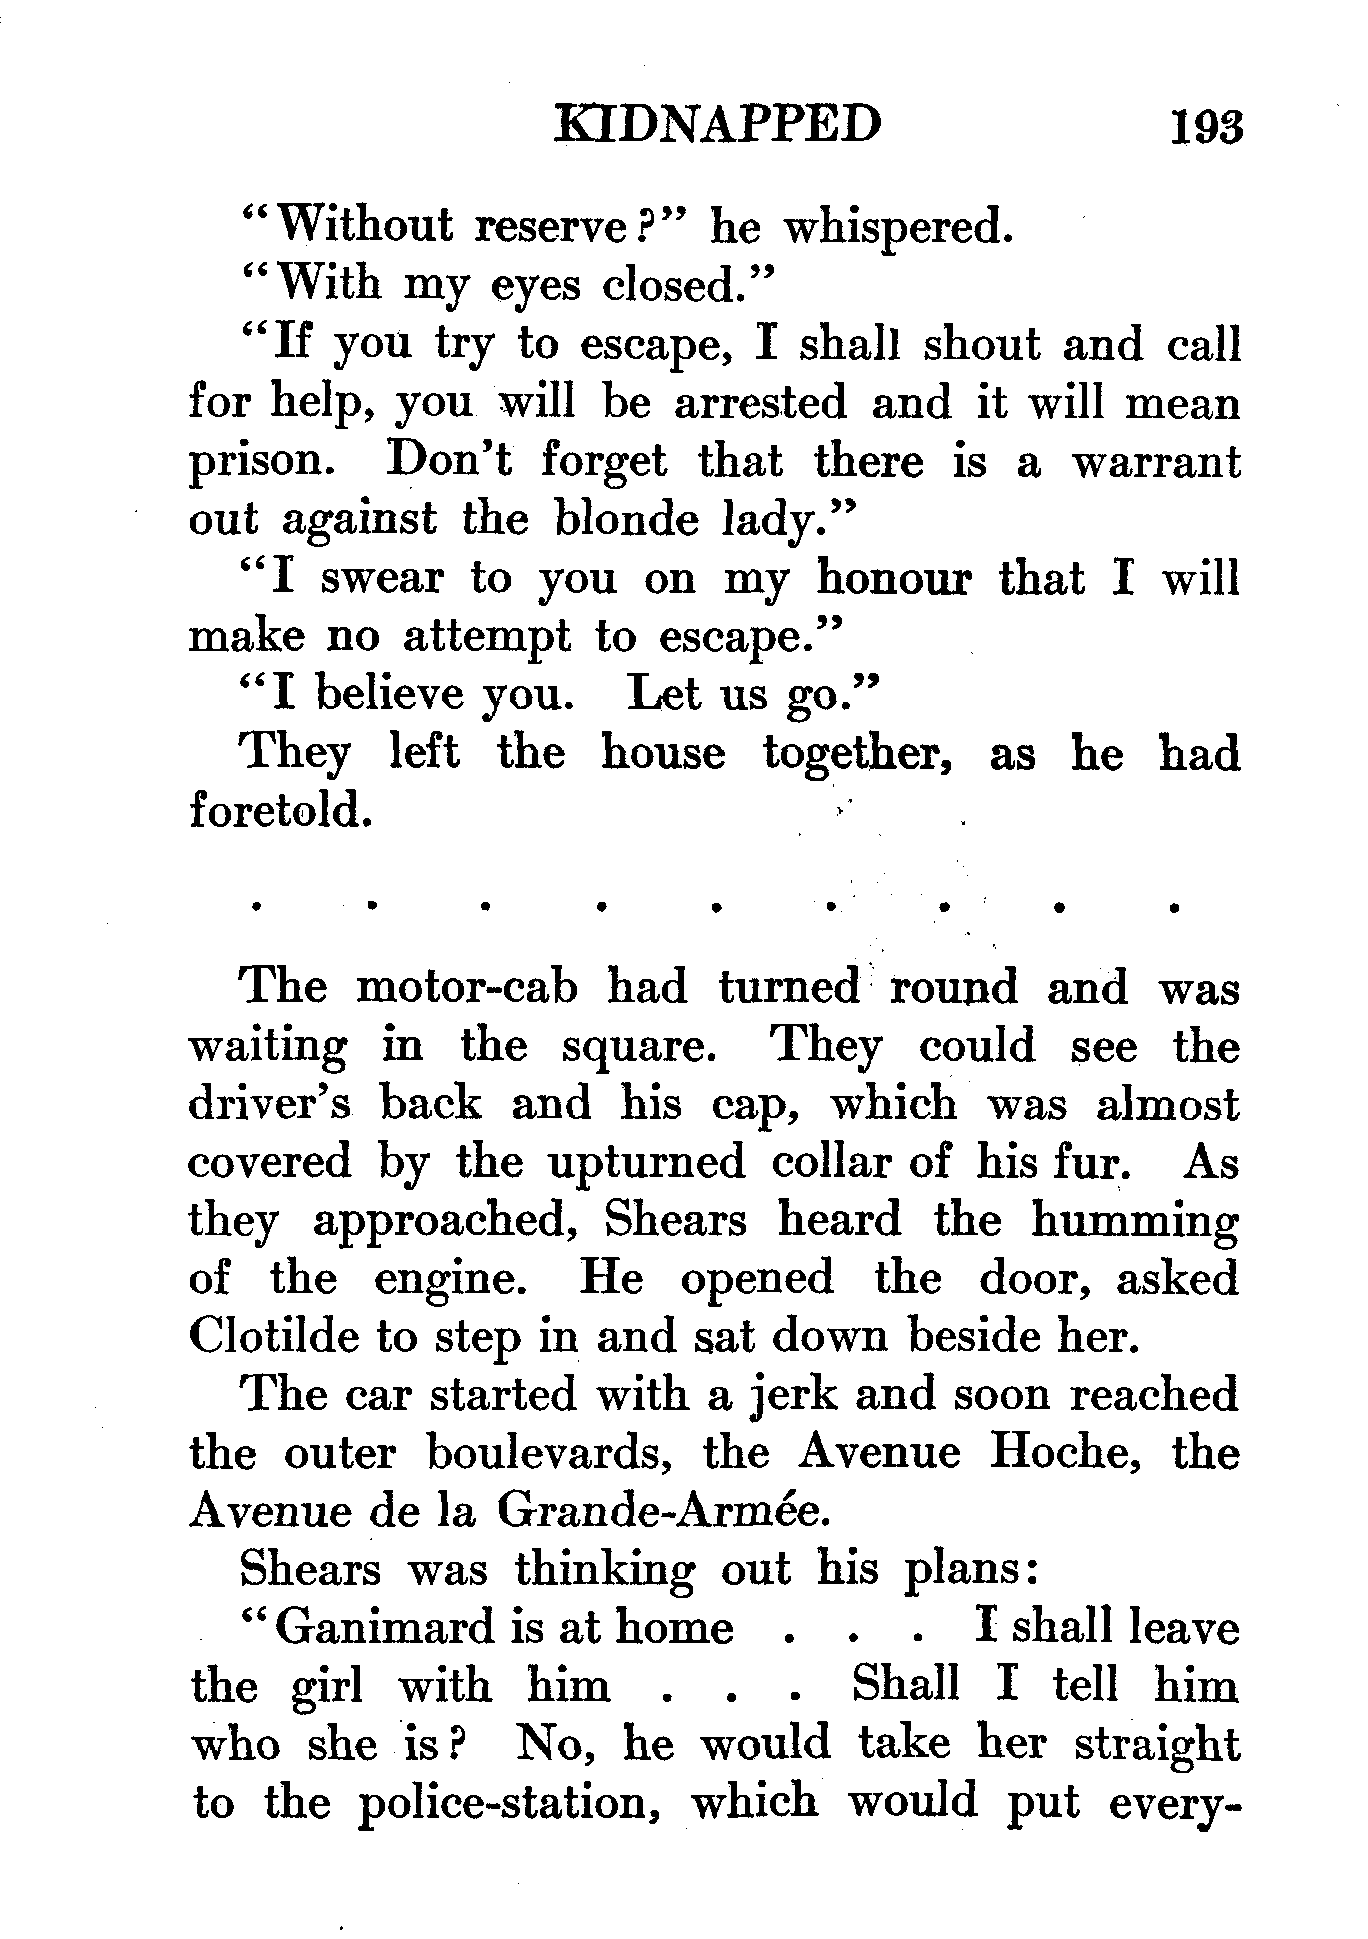 KIDNAPPED 193
"Without reserve?" he whispered.
"With my eyes closed."
"If you try to escape, I shall shout and call
for help, you will be arrested and it will mean
prison. Don't forget that there is a warrant
out against the blonde lady."
"I swear to you on my honour that I will
make no attempt to escape."
"I believe you. Let us go."
They left the house together, as he had
foretold.
. . . . . . . . .
The motor-cab had turned round and was
waiting in the square. They could see the
driver's back and his cap, which was almost
covered by the upturned collar of his fur. As
they approached, Shears heard the humming
of the engine. He opened the door, asked
Clotilde to step in and sat down beside her.
The car started with a jerk and soon reached
the outer boulevards, the Avenue Hoche, the
Avenue de la Grande-Armée.
Shears was thinking out his plans:
"Ganimard is at home . . . I shall leave
the girl with him . . . Shall I tell him
who she is? No, he would take her straight
to the police-station, which would put every-